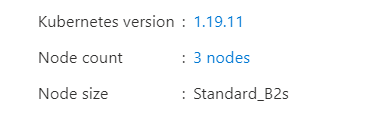 Kubernetes version : 1.19.11
Node count : 3 nodes
Node size : Standard_B2s